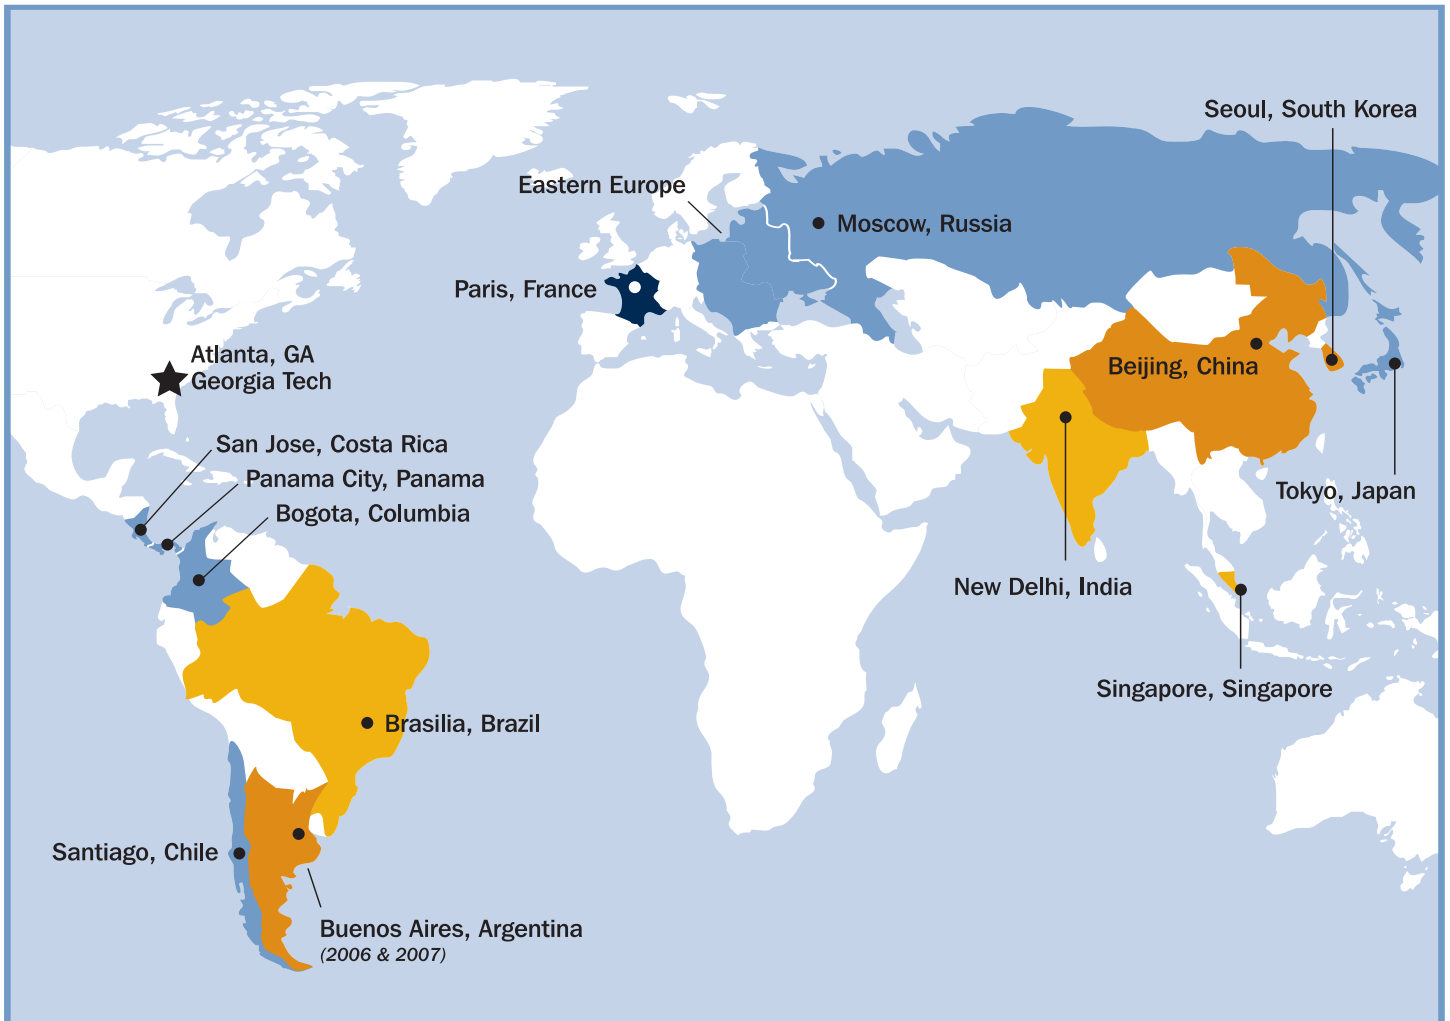 Seoul, South Korea
Eastern Europe
Moscow, Russia
Paris, France
Atlanta, GA
Georgia Tech
Beijing, China
San Jose, Costa Rica
Panama City, Panama
Bogota, Columbia
Tokyo, Japan
New Delhi, India
Singapore, Singapore
Brasilia, Brazil
Santiago, Chile
Buenos Aires, Argentina
(2006 & 2007)